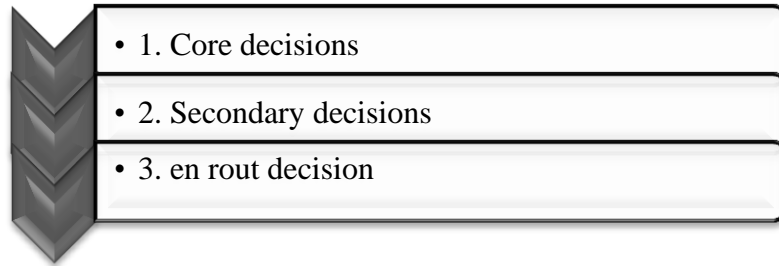 • 1. Core decisions
• 2. Secondary decisions
• 3. en rout decision